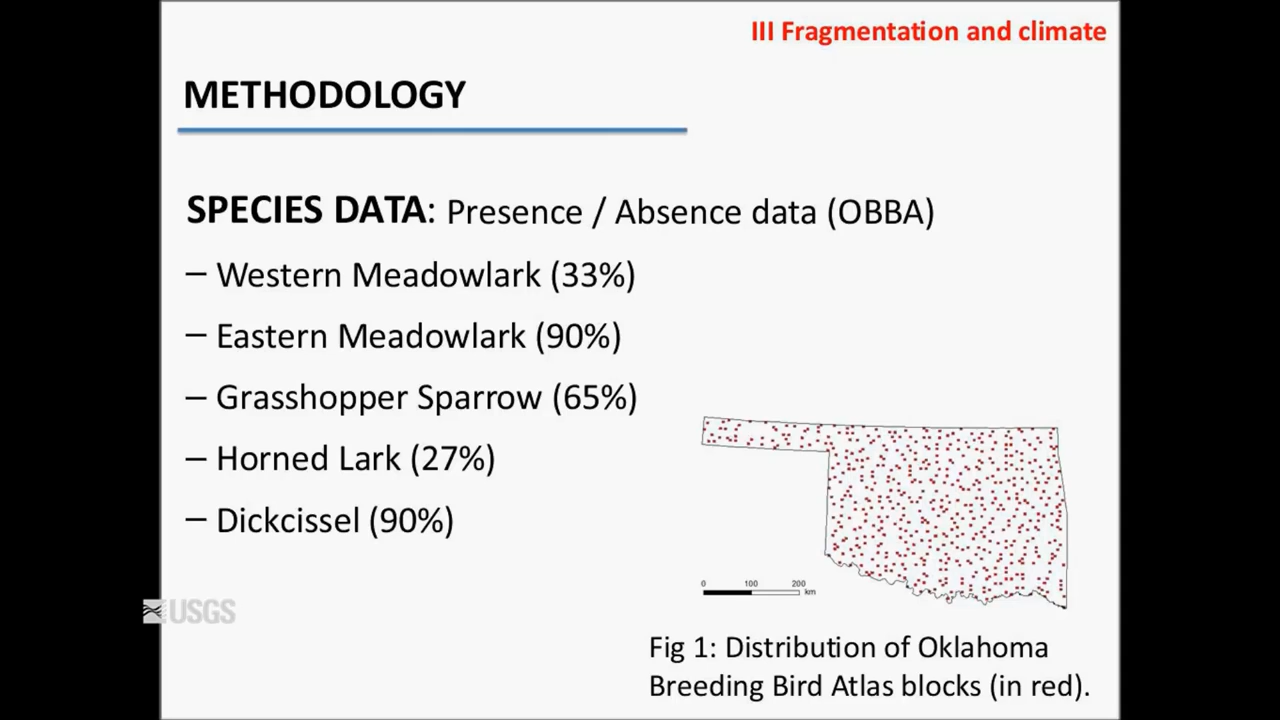 III Fragmentation and climate
METHODOLOGY
SPECIES DATA: Presence / Absence data (OBBA)
– Western Meadowlark (33%)
– Eastern Meadowlark (90%)
– Grasshopper Sparrow (65%)
– Horned Lark (27%)
– Dickcissel (90%)
0 100 200
km
USGS
Fig 1: Distribution of Oklahoma
Breeding Bird Atlas blocks (in red).